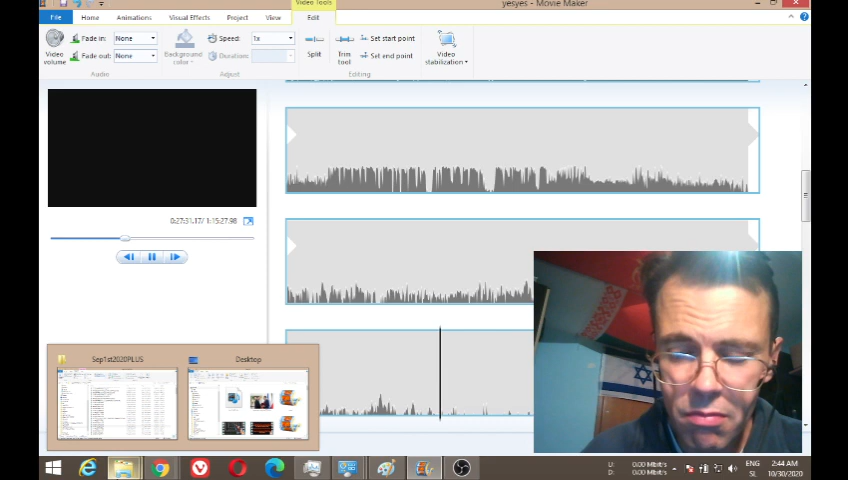 Video Tools
yesyes - Movie Maker
File Home Animations Visual Effects Project View Edit
Fade in: None Speed: 1x Set start point
Fade out: None Duration: Set end point
Video volume Background color Split Trim tool Video stabilization
Audio Adjust Editing
0:27:31.17/ 1:15:27.98
Sep1st2020PLUS Desktop
U: 0.00 Mbit/s ENG 2:44 AM
D: 0.00 Mbit/s SL 10/30/2020